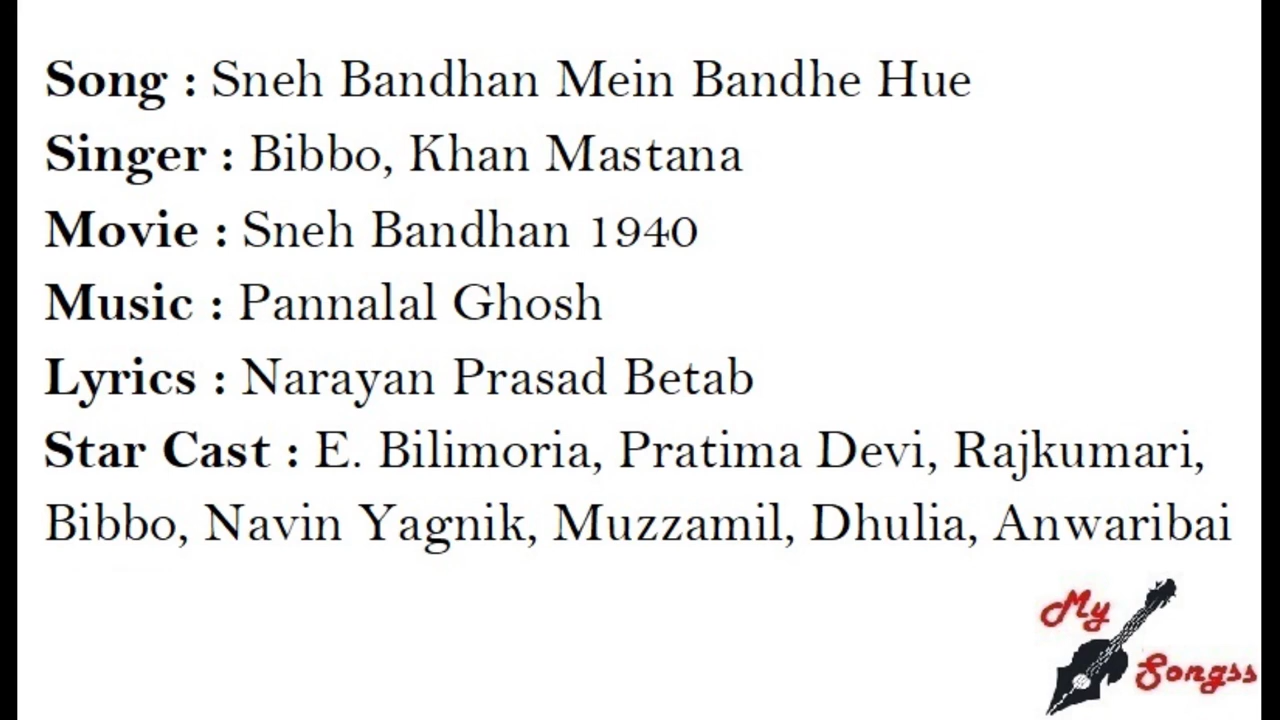 Song : Sneh Bandhan Mein Bandhe Hue
Singer : Bibbo, Khan Mastana
Movie : Sneh Bandhan 1940
Music : Pannalal Ghosh
Lyrics : Narayan Prasad Betab
Star Cast : E. Bilimoria, Pratima Devi, Rajkumari,
Bibbo, Navin Yagnik, Muzzamil, Dhulia, Anwaribai
My
Songss